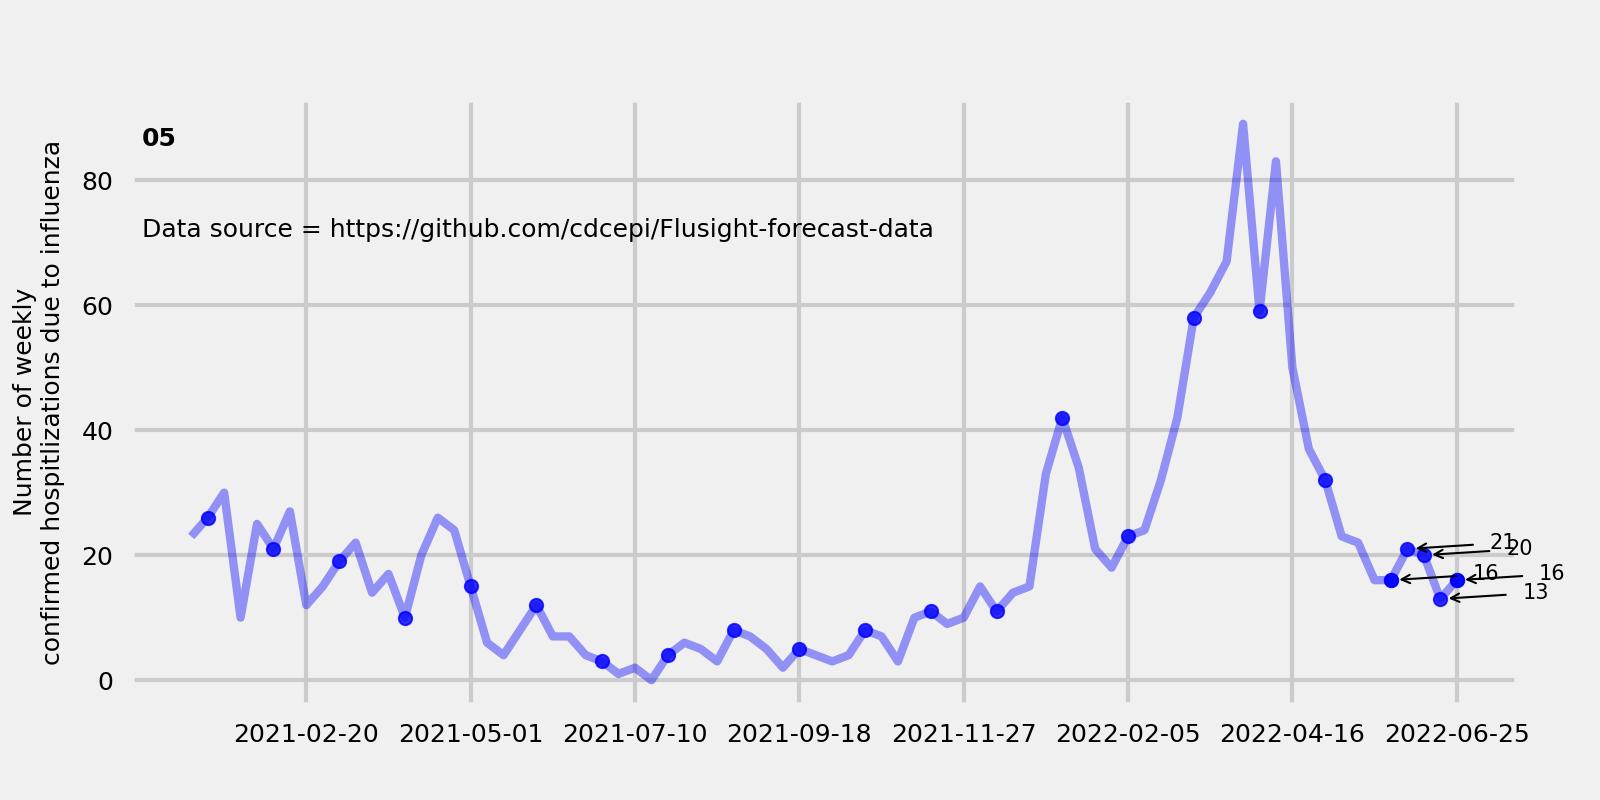 05
Data source = https://github.com/cdcepi/Flusight-forecast-data
Number of weekly
confirmed hospitlizations due to influenza
80
60
40
20
0
21
20
16
16
13
2021-02-20 2021-05-01 2021-07-10 2021-09-18 2021-11-27 2022-02-05 2022-04-16 2022-06-25